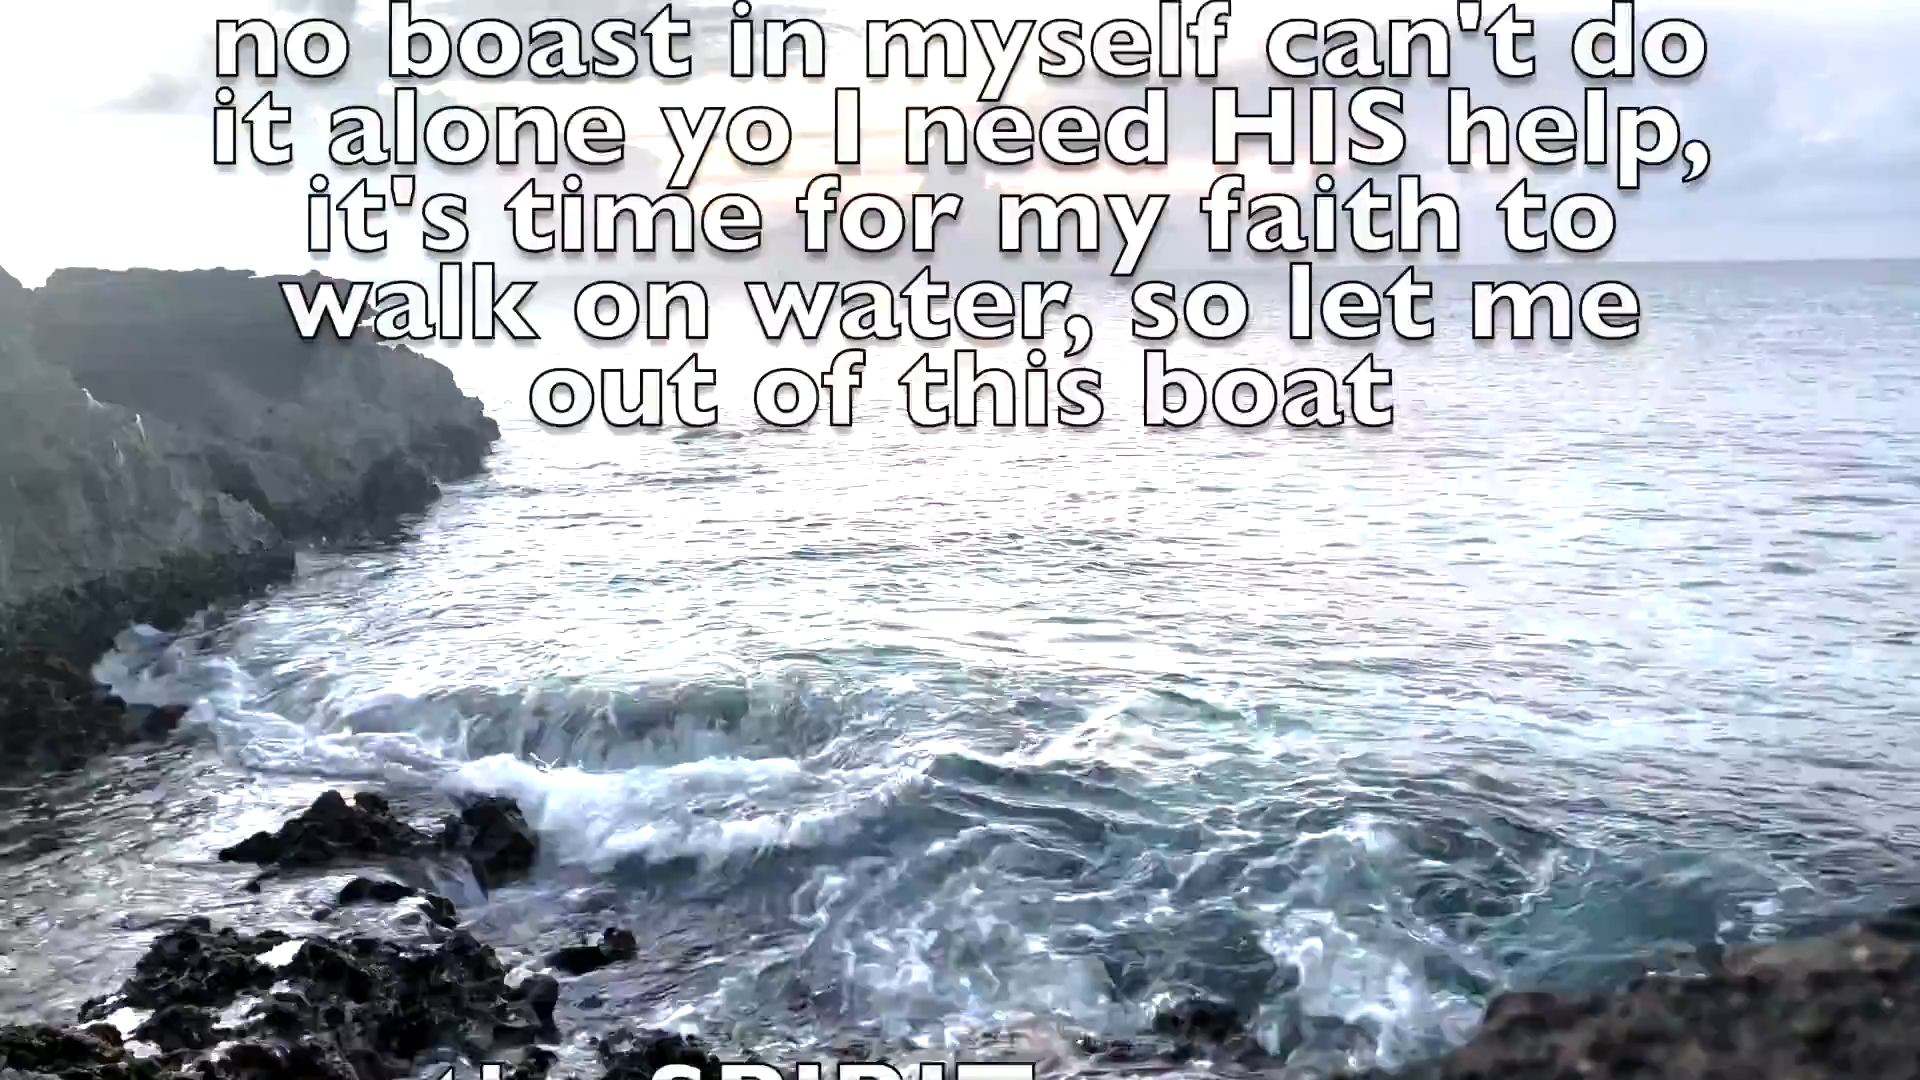 no boast in myself can't do
it alone yo I need HIS help,
it's time for my faith to
walk on water, so let me
out of this boat
SPIRIT